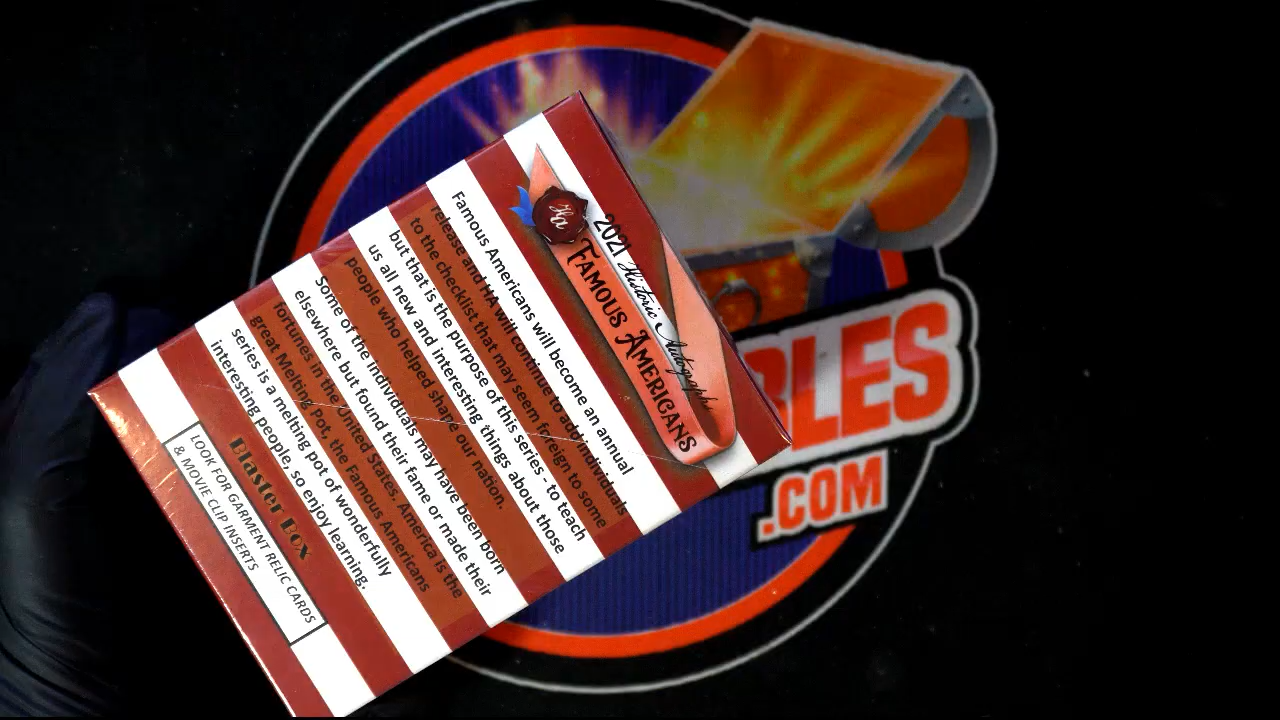 2021 Historic Autographs
FAMOUS AMERICANS
Ha
Famous Americans will become an annual
release and HA will continue to add individuals
to the checklist that may seem foreign to some
but that is the purpose of this series - to teach
us all new and interesting things about those
people who helped shape our nation.
Some of the individuals may have been born
elsewhere but found their fame or made their
fortunes in the United States. America is the
great Melting Pot, the Famous Americans
series is a melting pot of wonderfully
interesting people, so enjoy learning.
Blaster Box
LOOK FOR GARMENT RELIC CARDS
& MOVIE CLIP INSERTS
BLES
.COM